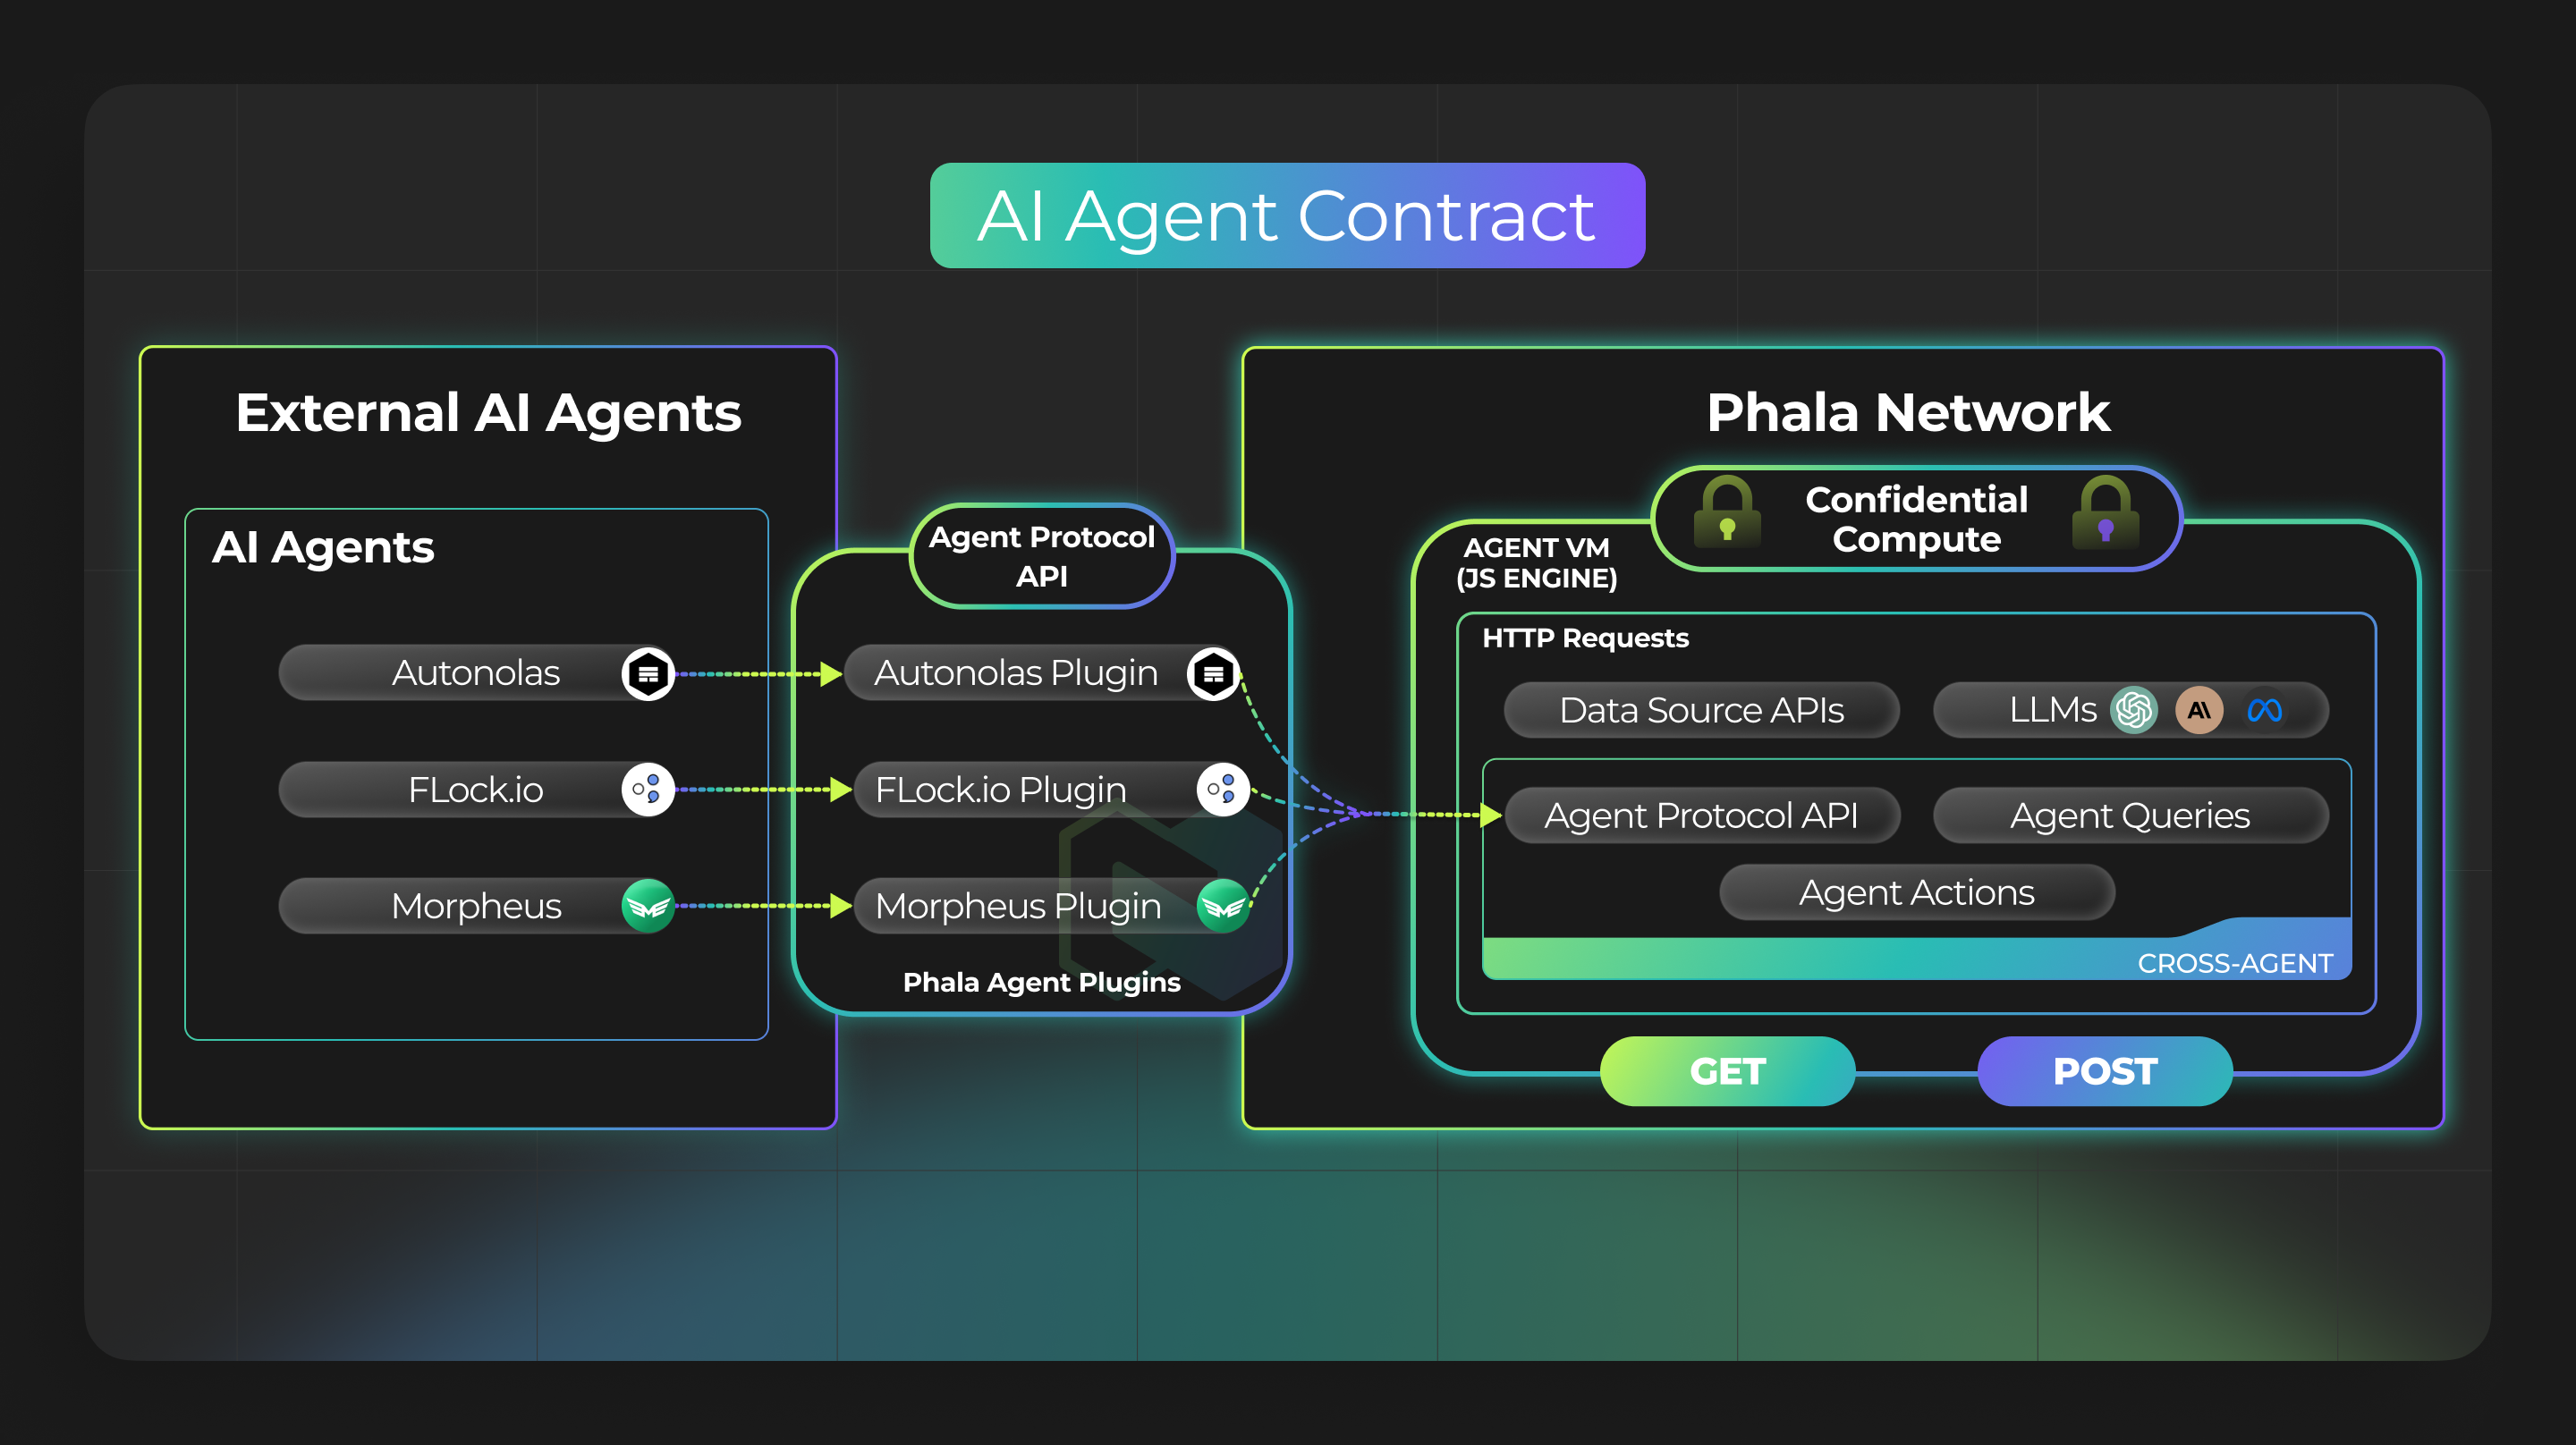 AI Agent Contract
External AI Agents
AI Agents
Autonolas
FLock.io
Morpheus
Agent Protocol
API
Autonolas Plugin
FLock.io Plugin
Morpheus Plugin
Phala Agent Plugins
Phala Network
Confidential
Compute
AGENT VM
(JS ENGINE)
HTTP Requests
Data Source APIs
LLMs
AI
Agent Protocol API
Agent Queries
Agent Actions
CROSS-AGENT
GET
POST